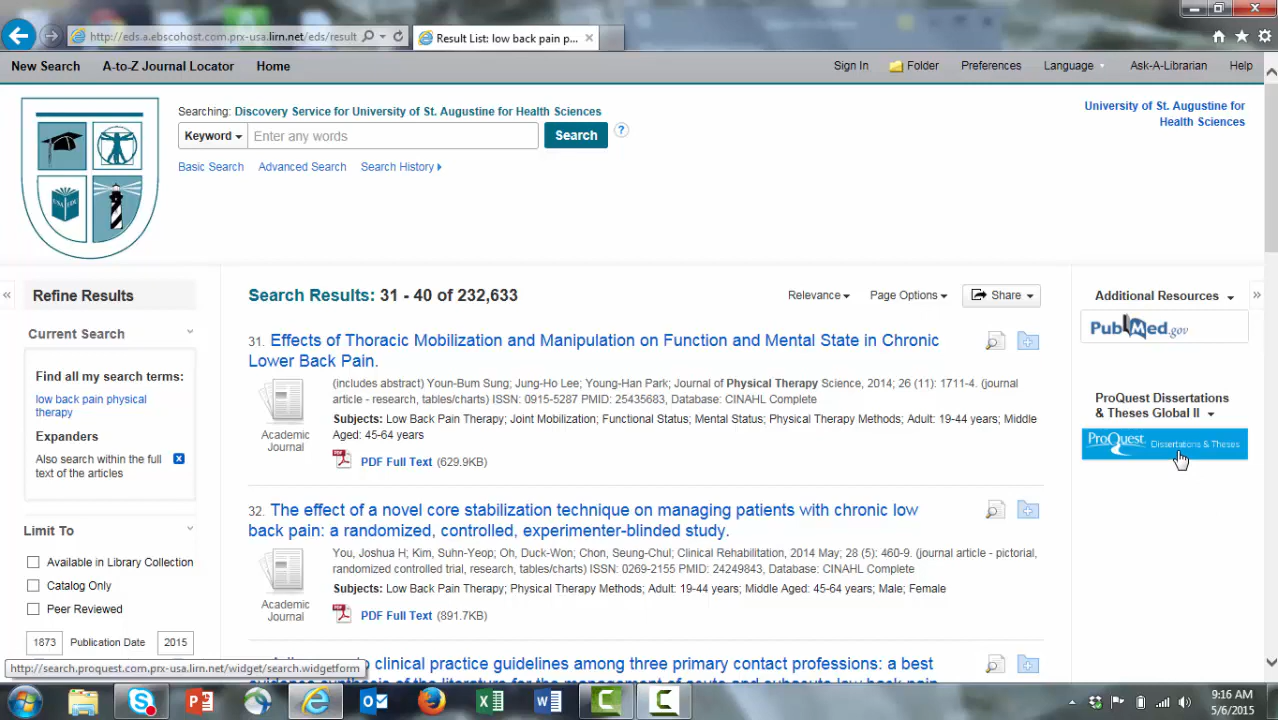 http://eds.a.ebscohost.com.prx-usa.lirn.net/eds/result
Result List: low back pain p...
New Search A-to-Z Journal Locator Home Sign In Folder Preferences Language Ask-A-Librarian Help
Searching: Discovery Service for University of St. Augustine for Health Sciences
University of St. Augustine for
Health Sciences
Keyword Enter any words Search ?
Basic Search Advanced Search Search History
Refine Results
Current Search
Find all my search terms:
low back pain physical
therapy
Expanders
Also search within the full
text of the articles
Limit To
Available in Library Collection
Catalog Only
Peer Reviewed
1873 Publication Date 2015
Search Results: 31 - 40 of 232,633
Relevance Page Options Share
31. Effects of Thoracic Mobilization and Manipulation on Function and Mental State in Chronic
Lower Back Pain.
(includes abstract) Youn-Bum Sung; Jung-Ho Lee; Young-Han Park; Journal of Physical Therapy Science, 2014; 26 (11): 1711-4. (journal
article - research, tables/charts) ISSN: 0915-5287 PMID: 25435683, Database: CINAHL Complete
Academic
Journal
Subjects: Low Back Pain Therapy; Joint Mobilization; Functional Status; Mental Status; Physical Therapy Methods; Adult: 19-44 years; Middle
Aged: 45-64 years
PDF Full Text (629.9KB)
32. The effect of a novel core stabilization technique on managing patients with chronic low
back pain: a randomized, controlled, experimenter-blinded study.
You, Joshua H; Kim, Suhn-Yeop; Oh, Duck-Won; Chon, Seung-Chul; Clinical Rehabilitation, 2014 May; 28 (5): 460-9. (journal article - pictorial,
randomized controlled trial, research, tables/charts) ISSN: 0269-2155 PMID: 24249843, Database: CINAHL Complete
Academic
Journal
Subjects: Low Back Pain Therapy; Physical Therapy Methods; Adult: 19-44 years; Middle Aged: 45-64 years; Male; Female
PDF Full Text (891.7KB)
to clinical practice guidelines among three primary contact professions: a best
Additional Resources
PubMed.gov
ProQuest Dissertations
& Theses Global II
ProQuest Dissertations & Theses
http://search.proquest.com.prx-usa.lirn.net/widget/search.widgetform
9:16 AM
5/6/2015